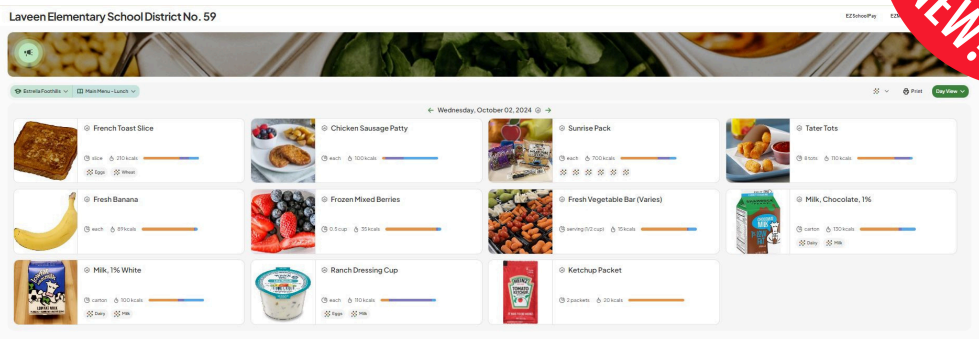 Laveen Elementary School District No. 59
EZSchoolPay
NEW!
Estrella Foothills
Main Menu - Lunch
Print
Day View
Wednesday, October 02, 2024
French Toast Slice
slice 210 kcals
Eggs Wheat
Chicken Sausage Patty
each 100 kcals
Sunrise Pack
each 700 kcals
Tater Tots
8 tots 110 kcals
Fresh Banana
each 89 kcals
Frozen Mixed Berries
0.5 cup 35 kcals
Fresh Vegetable Bar (Varies)
serving (1/2 cup) 15 kcals
Milk, Chocolate, 1%
carton 130 kcals
Dairy Milk
Milk, 1% White
carton 100 kcals
Dairy Milk
Ranch Dressing Cup
each 110 kcals
Eggs Milk
Ketchup Packet
2 packets 20 kcals
HEINZ
TOMATO
KETCHUP